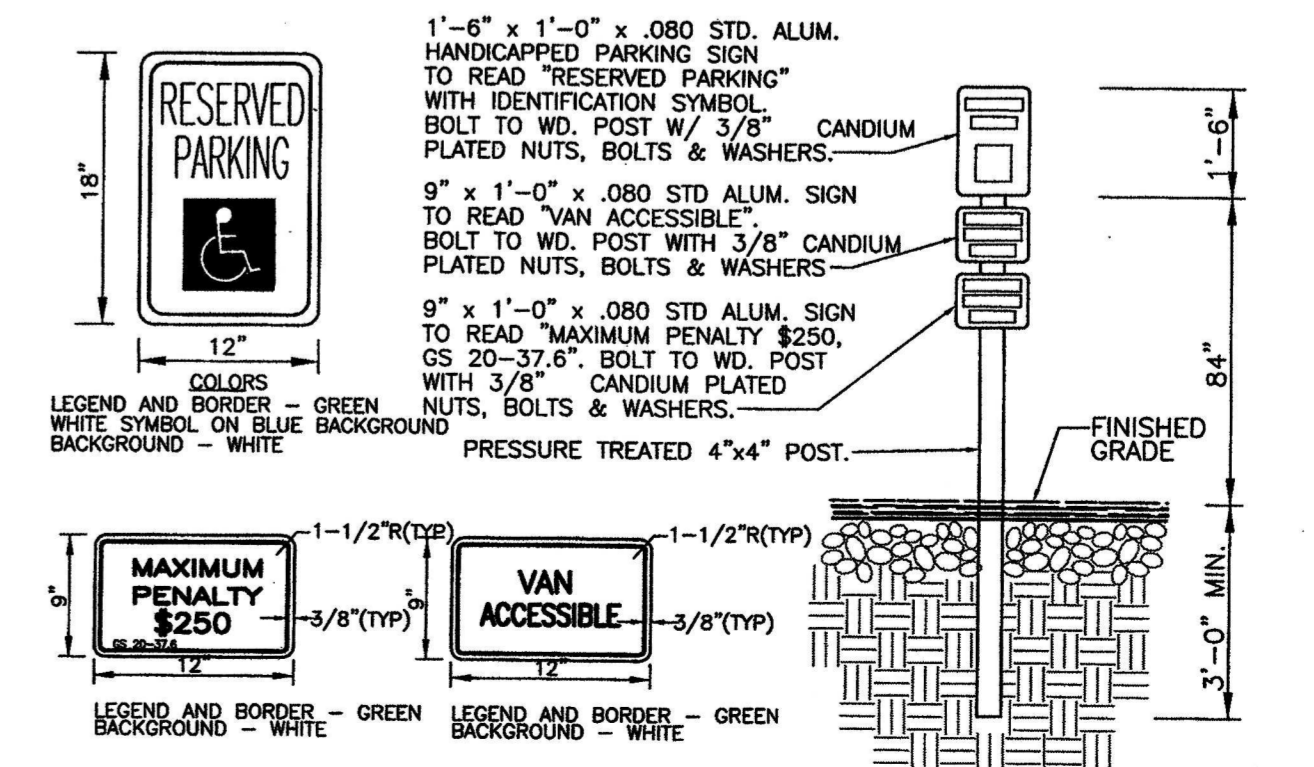 RESERVED
PARKING
18"
12"
COLORS
LEGEND AND BORDER – GREEN
WHITE SYMBOL ON BLUE BACKGROUND
BACKGROUND – WHITE
1'–6" x 1'–0" x .080 STD. ALUM.
HANDICAPPED PARKING SIGN
TO READ "RESERVED PARKING"
WITH IDENTIFICATION SYMBOL.
BOLT TO WD. POST W/ 3/8" CANDIUM
PLATED NUTS, BOLTS & WASHERS.
9" x 1'–0" x .080 STD ALUM. SIGN
TO READ "VAN ACCESSIBLE".
BOLT TO WD. POST WITH 3/8" CANDIUM
PLATED NUTS, BOLTS & WASHERS
9" x 1'–0" x .080 STD ALUM. SIGN
TO READ "MAXIMUM PENALTY $250,
GS 20–37.6". BOLT TO WD. POST
WITH 3/8" CANDIUM PLATED
NUTS, BOLTS & WASHERS.
PRESSURE TREATED 4"x4" POST.
1'–6"
84"
FINISHED
GRADE
3'–0" MIN.
MAXIMUM
PENALTY
$250
GS 20–37.6
9"
12"
1–1/2"R(TYP)
3/8"(TYP)
LEGEND AND BORDER – GREEN
BACKGROUND – WHITE
VAN
ACCESSIBLE
9"
12"
1–1/2"R(TYP)
3/8"(TYP)
LEGEND AND BORDER – GREEN
BACKGROUND – WHITE